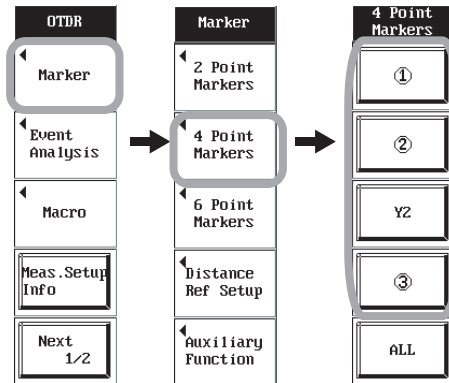 OTDR
Marker
Event
Analysis
Macro
Meas.Setup
Info
Next
1/2
Marker
2 Point
Markers
4 Point
Markers
6 Point
Markers
Distance
Ref Setup
Auxiliary
Function
4 Point
Markers
①
②
Y2
③
ALL